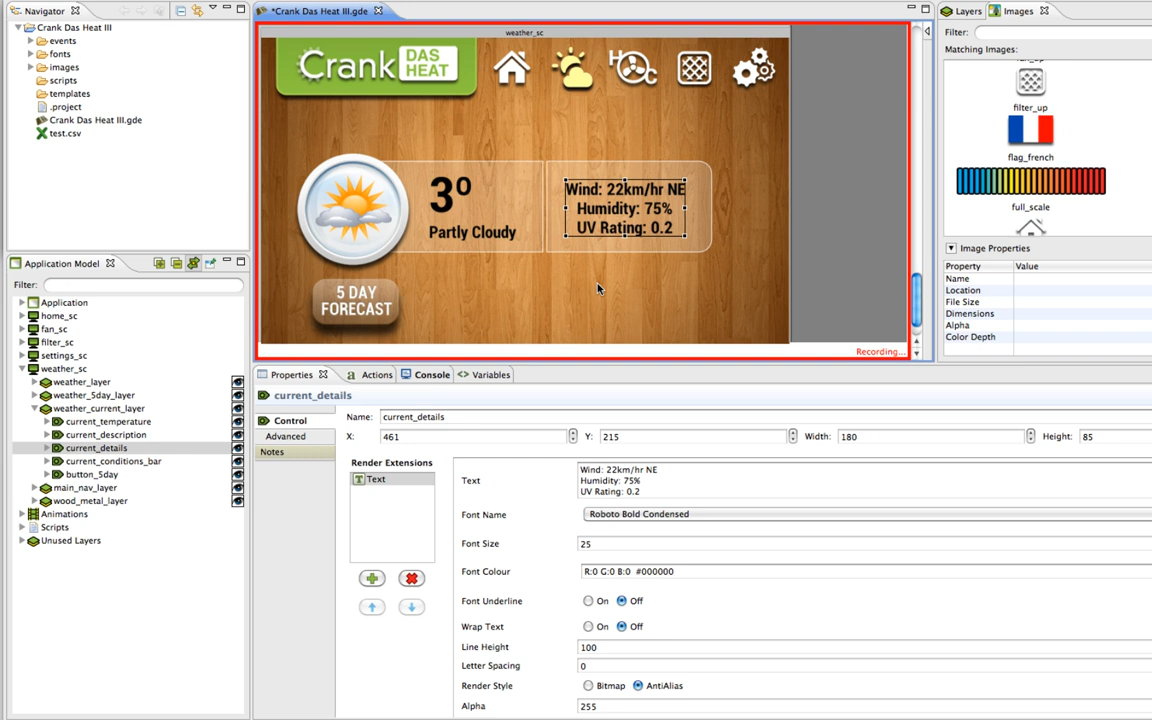 Navigator
Crank Das Heat III
events
fonts
images
scripts
templates
.project
Crank Das Heat III.gde
test.csv
*Crank Das Heat III.gde
weather_sc
Crank DAS HEAT
H C
3º
Partly Cloudy
Wind: 22km/hr NE
Humidity: 75%
UV Rating: 0.2
5 DAY
FORECAST
Recording...
Layers
Images
Filter:
Matching Images:
filter_up
flag_french
full_scale
Image Properties
Property Value
Name
Location
File Size
Dimensions
Alpha
Color Depth
Application Model
Filter:
Application
home_sc
fan_sc
filter_sc
settings_sc
weather_sc
weather_layer
weather_5day_layer
weather_current_layer
current_temperature
current_description
current_details
current_conditions_bar
button_5day
main_nav_layer
wood_metal_layer
Animations
Scripts
Unused Layers
Properties
a Actions
Console
Variables
current_details
Control
Advanced
Notes
Name: current_details
X: 461 Y: 215 Width: 180 Height: 85
Render Extensions
T Text
Text
Wind: 22km/hr NE
Humidity: 75%
UV Rating: 0.2
Font Name Roboto Bold Condensed
Font Size 25
Font Colour R:0 G:0 B:0 #000000
Font Underline On Off
Wrap Text On Off
Line Height 100
Letter Spacing 0
Render Style Bitmap AntiAlias
Alpha 255